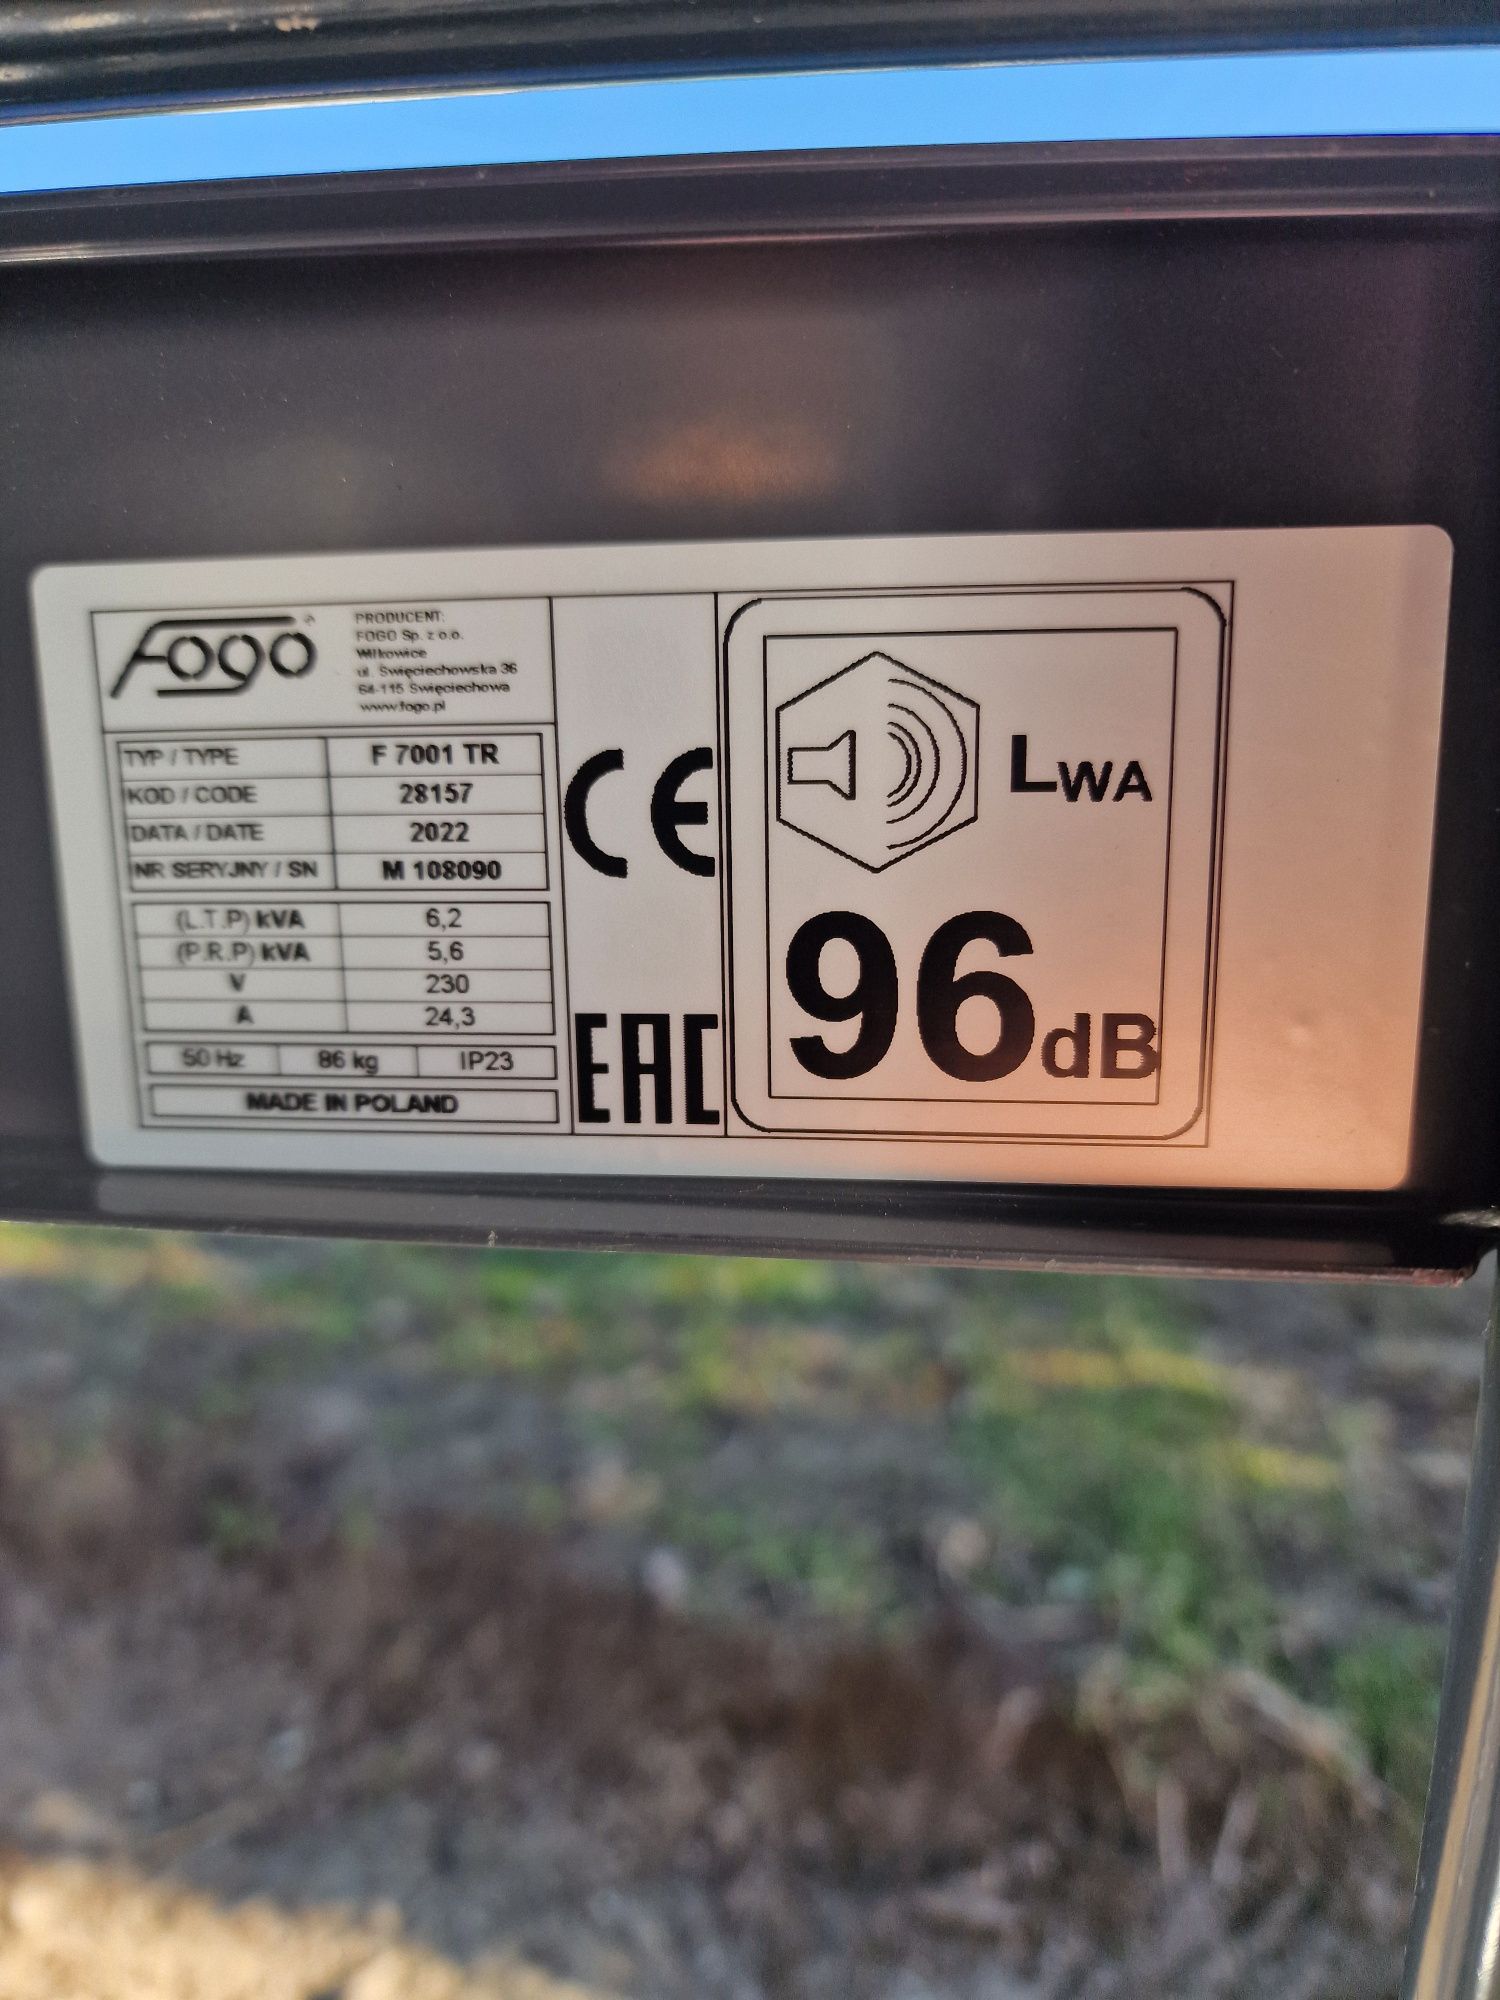 FOGO
PRODUCENT:
FOGO Sp. z o.o.
Wilkowice
ul. Święciechowska 36
64-115 Święciechowa
www.fogo.pl
TYP / TYPE F 7001 TR
KOD / CODE 28157
DATA / DATE 2022
NR SERYJNY / SN M 108090
(L.T.P) kVA 6,2
(P.R.P) kVA 5,6
V 230
A 24,3
50 Hz 86 kg IP23
MADE IN POLAND
CE
EAC
LWA
96dB